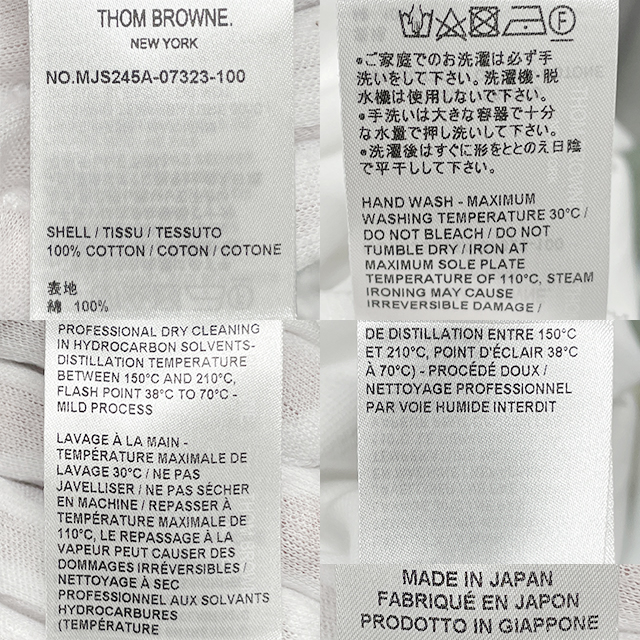 THOM BROWNE.
NEW YORK
NO.MJS245A-07323-100
SHELL / TISSU / TESSUTO
100% COTTON / COTON / COTONE
表地
綿 100%
●ご家庭でのお洗濯は必ず手
洗いをして下さい。洗濯機・脱
水機は使用しないで下さい。
●手洗いは大きな容器で十分
な水量で押し洗いして下さい。
●洗濯後はすぐに形をととのえ日陰
で平干しして下さい。
HAND WASH - MAXIMUM
WASHING TEMPERATURE 30°C /
DO NOT BLEACH / DO NOT
TUMBLE DRY / IRON AT
MAXIMUM SOLE PLATE
TEMPERATURE OF 110°C, STEAM
IRONING MAY CAUSE
IRREVERSIBLE DAMAGE /
PROFESSIONAL DRY CLEANING
IN HYDROCARBON SOLVENTS-
DISTILLATION TEMPERATURE
BETWEEN 150°C AND 210°C,
FLASH POINT 38°C TO 70°C -
MILD PROCESS
LAVAGE À LA MAIN -
TEMPÉRATURE MAXIMALE DE
LAVAGE 30°C / NE PAS
JAVELLISER / NE PAS SÉCHER
EN MACHINE / REPASSER À
TEMPÉRATURE MAXIMALE DE
110°C, LE REPASSAGE À LA
VAPEUR PEUT CAUSER DES
DOMMAGES IRRÉVERSIBLES /
NETTOYAGE À SEC
PROFESSIONNEL AUX SOLVANTS
HYDROCARBURES
(TEMPÉRATURE
DE DISTILLATION ENTRE 150°C
ET 210°C, POINT D'ÉCLAIR 38°C
À 70°C) - PROCÉDÉ DOUX /
NETTOYAGE PROFESSIONNEL
PAR VOIE HUMIDE INTERDIT
MADE IN JAPAN
FABRIQUÉ EN JAPON
PRODOTTO IN GIAPPONE